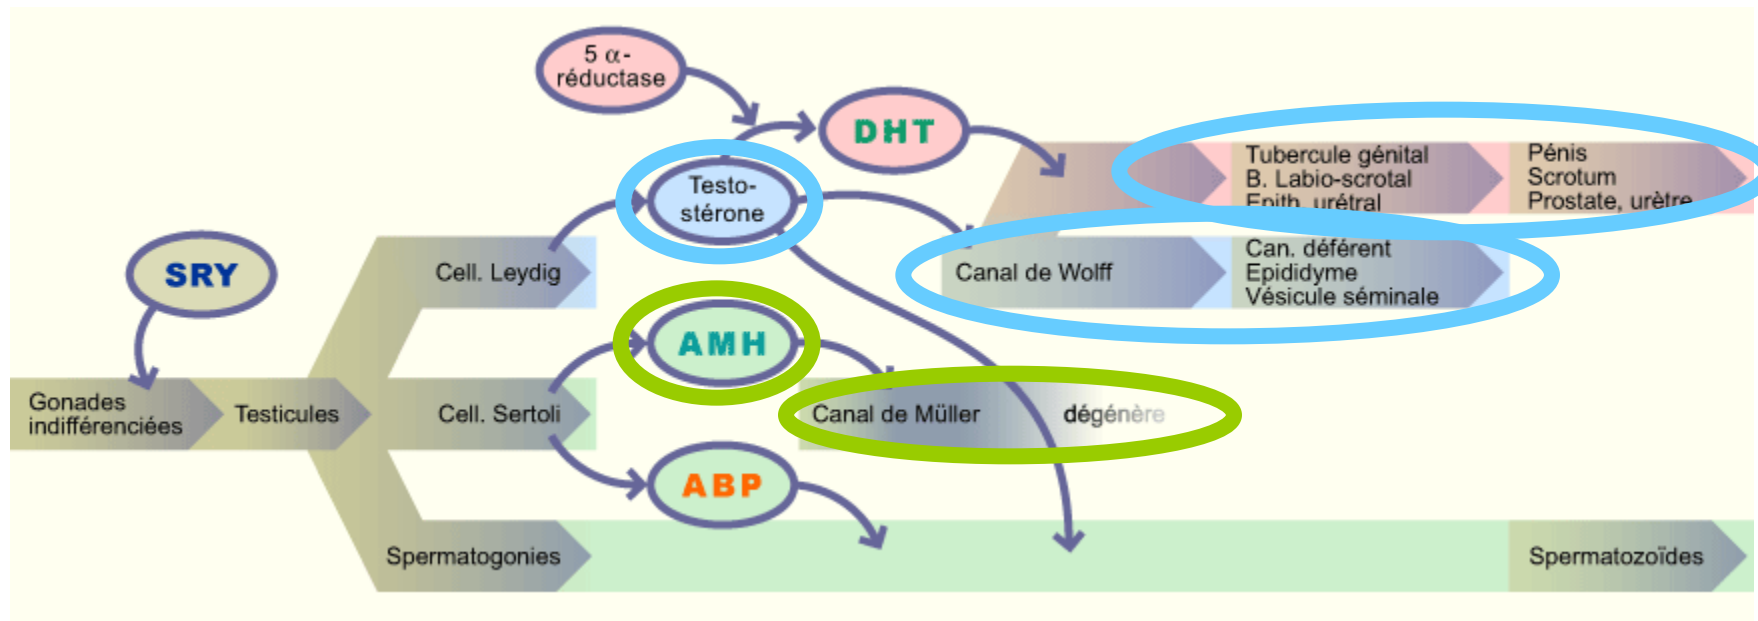 5 α-
réductase
DHT
Tubercule génital
B. Labio-scrotal
Epith. urétral
Pénis
Scrotum
Prostate, urètre
Testo-
stérone
SRY
Cell. Leydig
Canal de Wolff
Can. déférent
Epididyme
Vésicule séminale
AMH
Gonades
indifférenciées
Testicules
Cell. Sertoli
Canal de Müller
dégénère
ABP
Spermatogonies
Spermatozoïdes